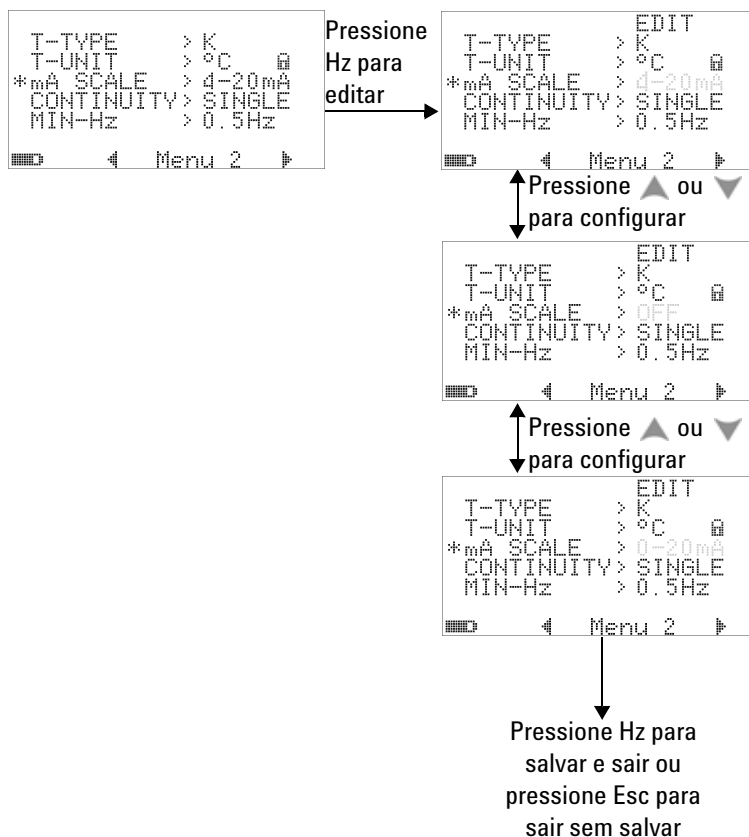 T-TYPE > K
T-UNIT > °C
*mA SCALE > 4-20mA
CONTINUITY> SINGLE
MIN-Hz > 0.5Hz
Menu 2
Pressione
Hz para
editar
EDIT
T-TYPE > K
T-UNIT > °C
*mA SCALE > 4-20mA
CONTINUITY> SINGLE
MIN-Hz > 0.5Hz
Menu 2
Pressione ▲ ou ▼
para configurar
EDIT
T-TYPE > K
T-UNIT > °C
*mA SCALE > OFF
CONTINUITY> SINGLE
MIN-Hz > 0.5Hz
Menu 2
Pressione ▲ ou ▼
para configurar
EDIT
T-TYPE > K
T-UNIT > °C
*mA SCALE > 0-20mA
CONTINUITY> SINGLE
MIN-Hz > 0.5Hz
Menu 2
Pressione Hz para
salvar e sair ou
pressione Esc para
sair sem salvar